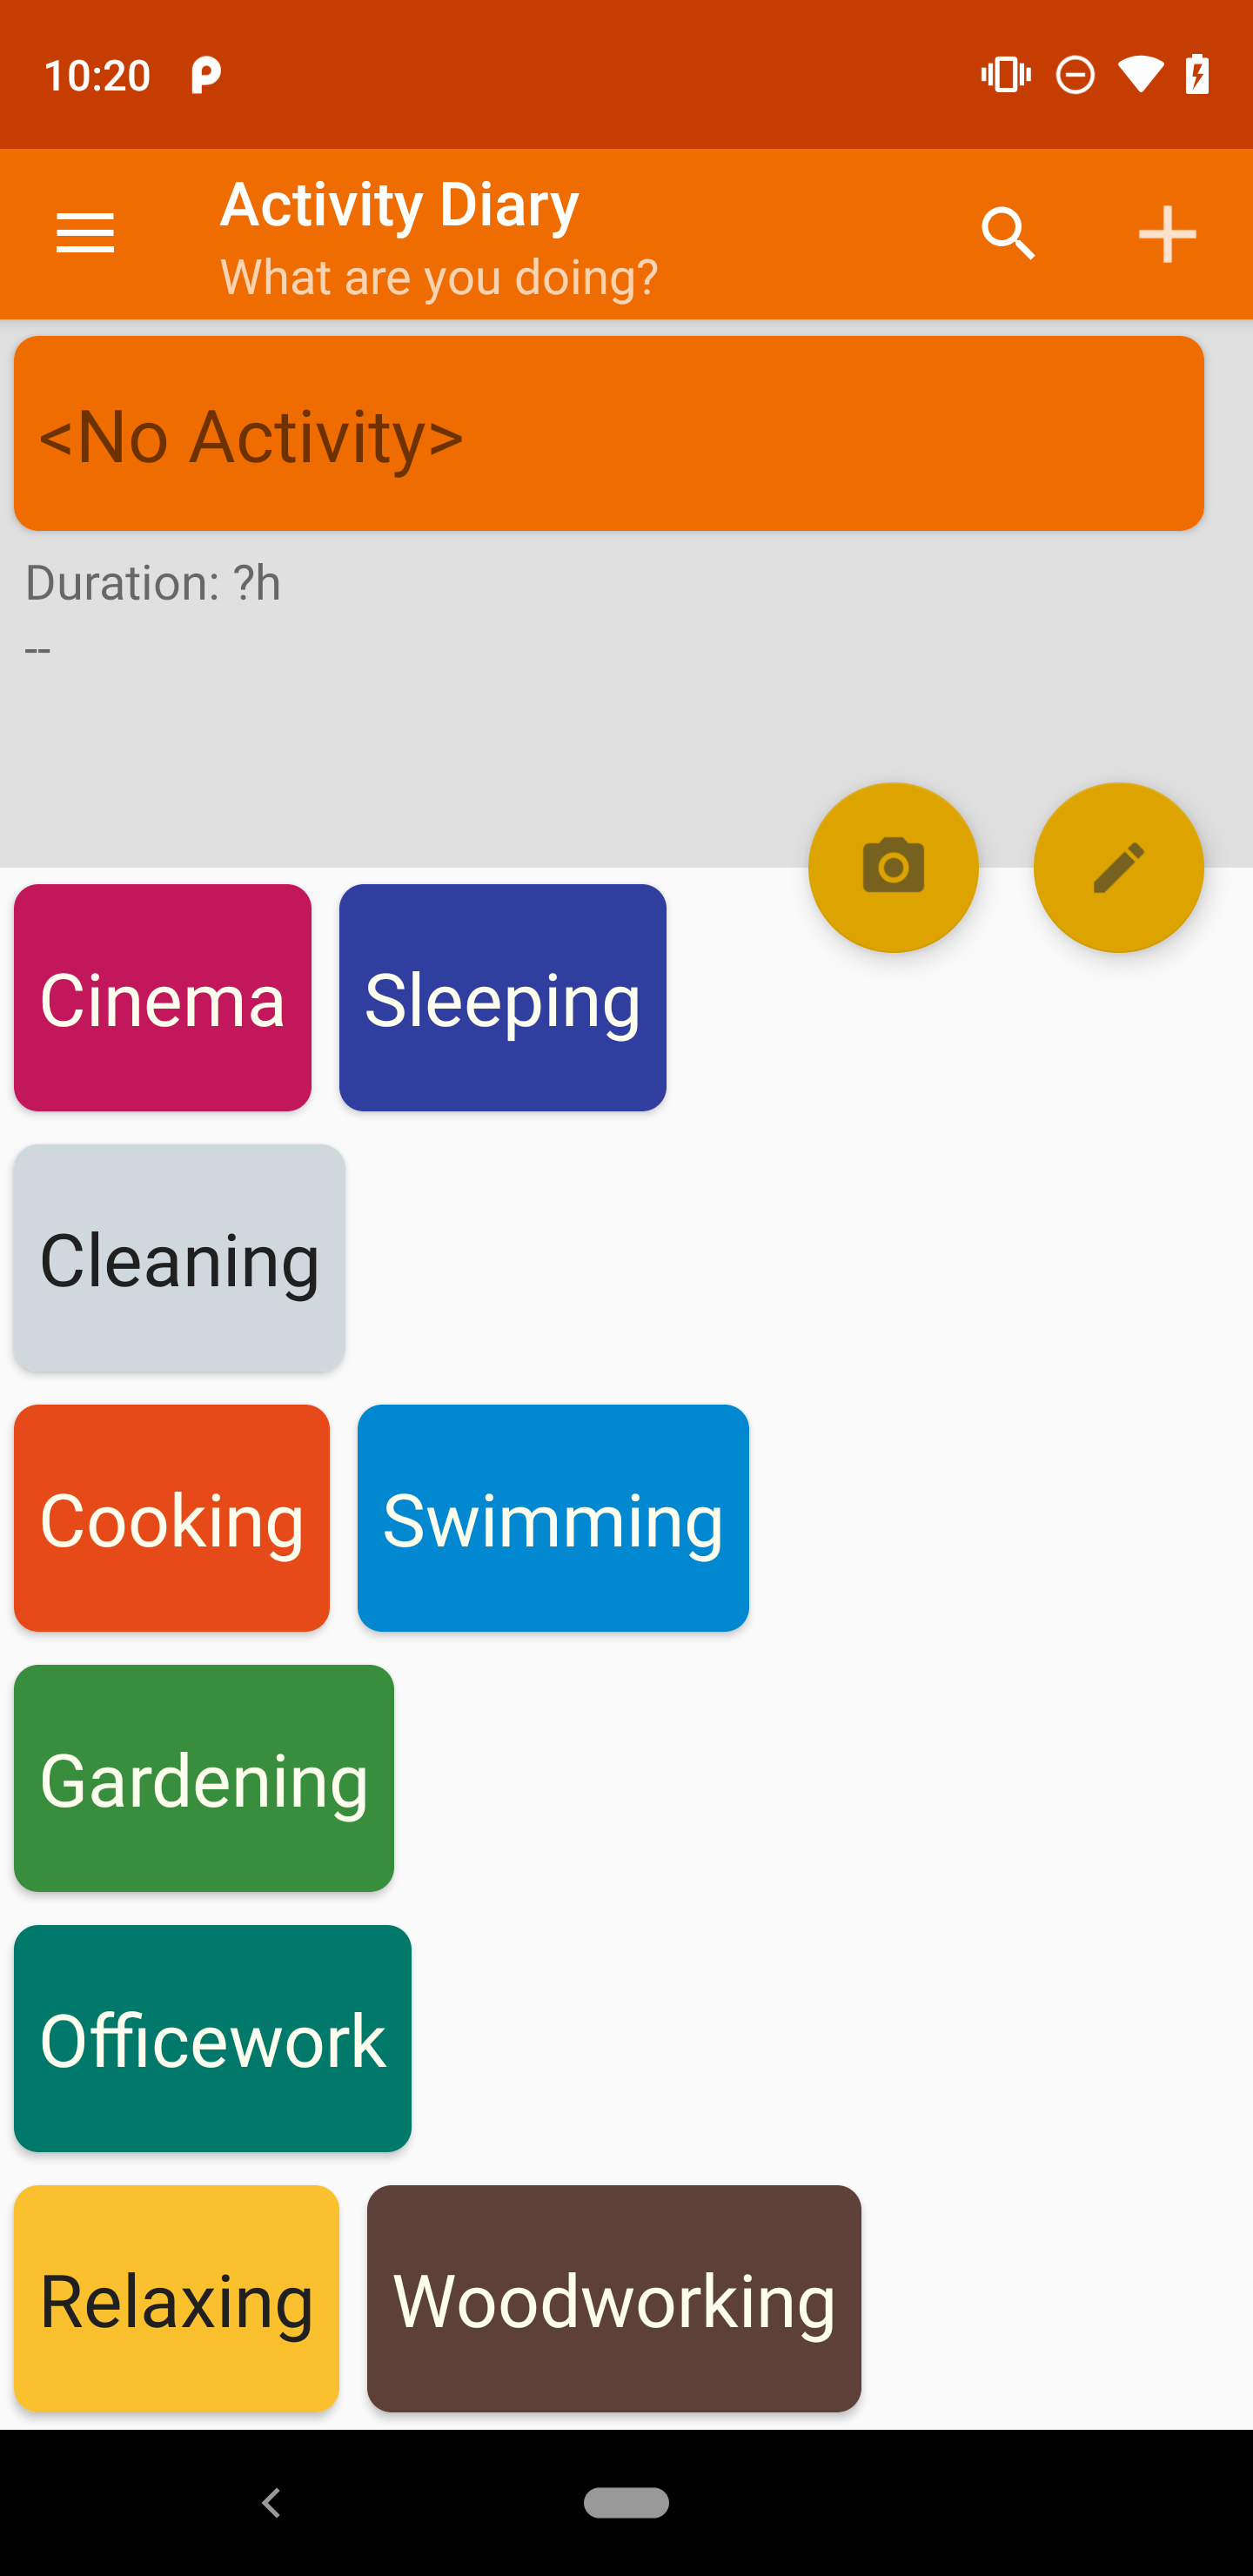 10:20
Activity Diary
What are you doing?
<No Activity>
Duration: ?h
--
Cinema Sleeping
Cleaning
Cooking Swimming
Gardening
Officework
Relaxing Woodworking